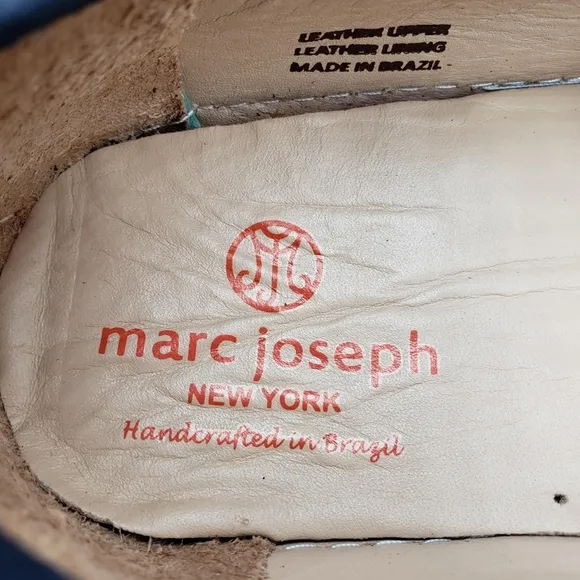 LEATHER UPPER
LEATHER LINING
MADE IN BRAZIL
marc joseph
NEW YORK
Handcrafted in Brazil